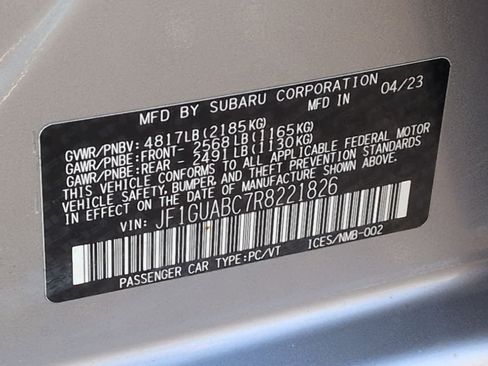 MFD BY SUBARU CORPORATION 04/23
GVWR/PNBV: 4817LB(2185KG) MFD IN
GAWR/PNBE: FRONT- 2568LB(1165KG)
GAWR/PNBE: REAR - 2491LB(1130KG)
THIS VEHICLE CONFORMS TO ALL APPLICABLE FEDERAL MOTOR
VEHICLE SAFETY, BUMPER, AND THEFT PREVENTION STANDARDS
IN EFFECT ON THE DATE OF MANUFACTURE SHOWN ABOVE.
VIN: JF1GUABC7R8221826
PASSENGER CAR TYPE:PC/VT ICES/NMB-002